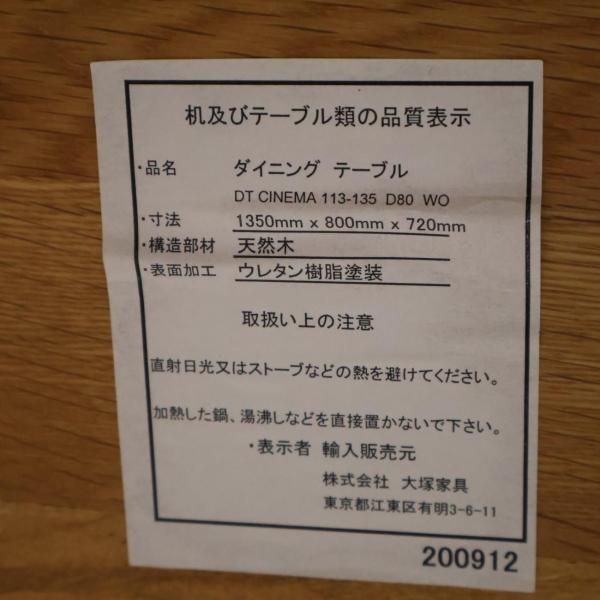 机及びテーブル類の品質表示
・品名 ダイニング テーブル
DT CINEMA 113-135 D80 WO
・寸法 1350mm x 800mm x 720mm
・構造部材 天然木
・表面加工 ウレタン樹脂塗装
取扱い上の注意
直射日光又はストーブなどの熱を避けてください。
加熱した鍋、湯沸しなどを直接置かないで下さい。
・表示者 輸入販売元
株式会社 大塚家具
東京都江東区有明3-6-11
200912